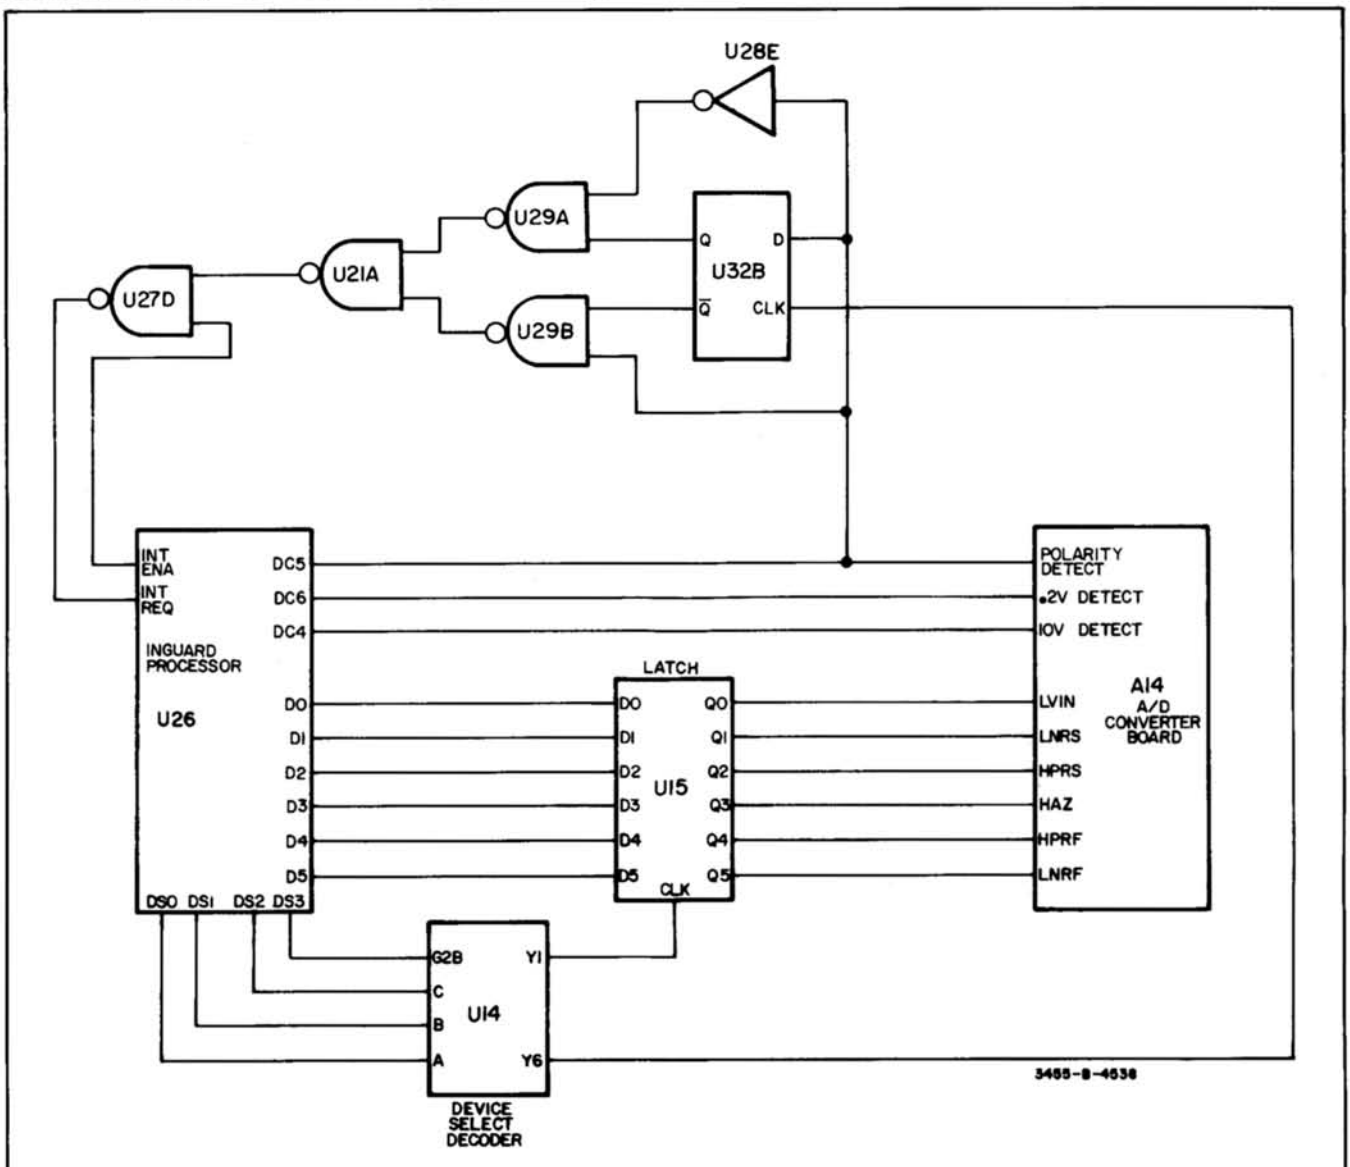 U28E
U29A
U21A
U27D
Q D
U32B
Q̅ CLK
U29B
INT
ENA
DC5
POLARITY
DETECT
INT
REQ
DC6
.2V DETECT
DC4
10V DETECT
INGUARD
PROCESSOR
U26
LATCH
A14
A/D
CONVERTER
BOARD
D0 D0 Q0 LVIN
D1 D1 Q1 LNRS
D2 D2 Q2 HPRS
U15
D3 D3 Q3 HAZ
D4 D4 Q4 HPRF
D5 D5 Q5 LNRF
CLK
DS0 DS1 DS2 DS3
G2B Y1
C
U14
B
A Y6
DEVICE
SELECT
DECODER
3455-B-4538